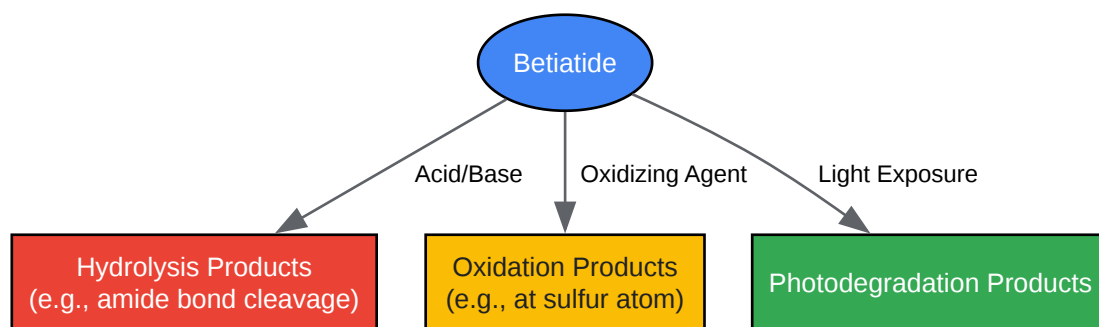 Betiatide
Acid/Base
Oxidizing Agent
Light Exposure
Hydrolysis Products
(e.g., amide bond cleavage)
Oxidation Products
(e.g., at sulfur atom)
Photodegradation Products